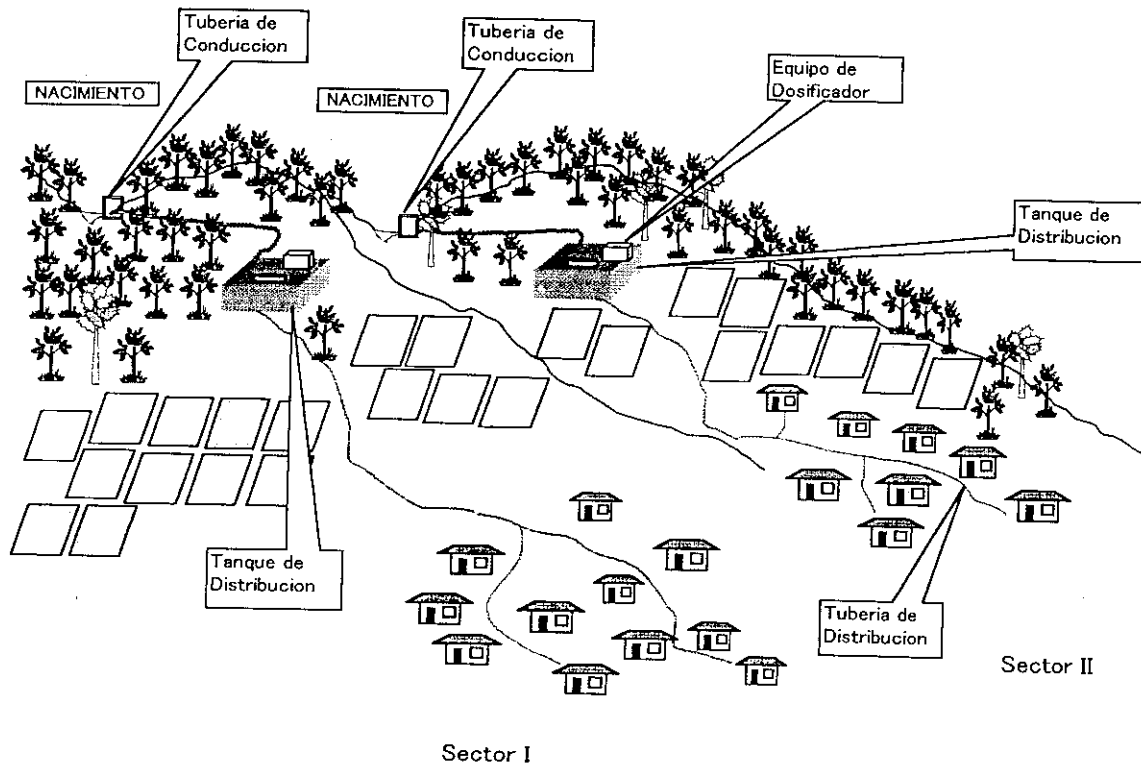 Tuberia de
Conduccion
Tuberia de
Conduccion
Equipo de
Dosificador
NACIMIENTO
NACIMIENTO
Tanque de
Distribucion
Tanque de
Distribucion
Tuberia de
Distribucion
Sector II
Sector I